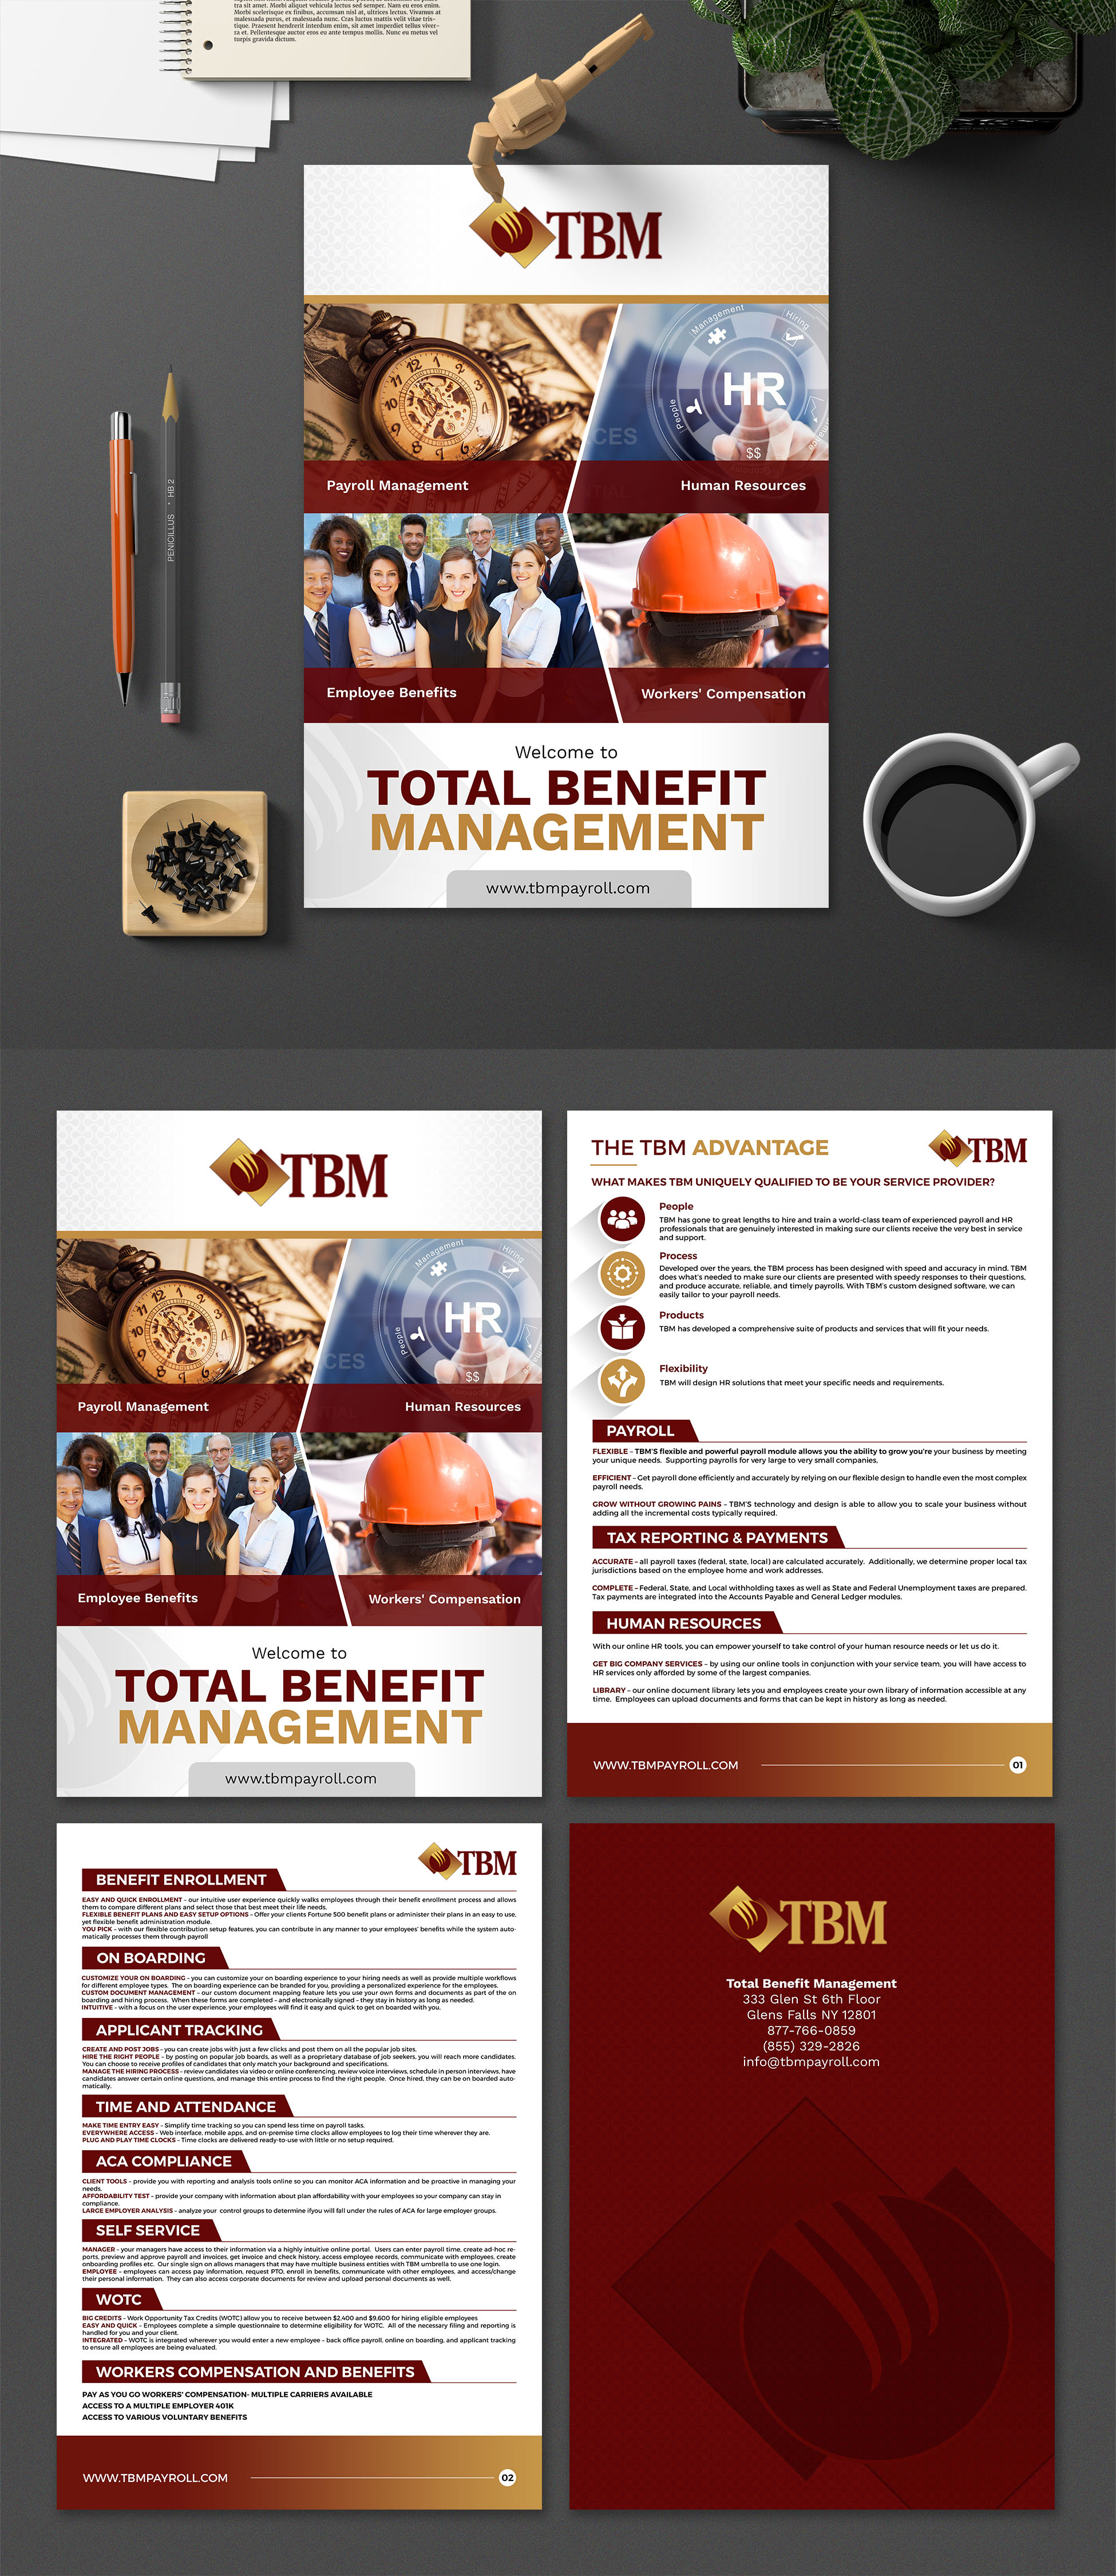 tra sit amet. Morbi aliquet vehicula lectus sed semper. Nam eu eros enim.
Morbi scelerisque ex finibus, accumsan nisl at, ultrices lectus. Vivamus at
malesuada purus, et malesuada nunc. Cras luctus mattis velit vitae tris-
tique. Praesent hendrerit interdum enim, sit amet imperdiet tellus viver-
ra et. Pellentesque auctor eros eu ante tempus mollis. Nunc eu metus vel
turpis gravida dictum.
PENICILLUS * HB 2
TBM
Management
Hiring
People
HR
$$
Payroll Management
Human Resources
Employee Benefits
Workers' Compensation
Welcome to
TOTAL BENEFIT
MANAGEMENT
www.tbmpayroll.com
TBM
Management
Hiring
People
HR
$$
Payroll Management
Human Resources
Employee Benefits
Workers' Compensation
Welcome to
TOTAL BENEFIT
MANAGEMENT
www.tbmpayroll.com
THE TBM ADVANTAGE
TBM
WHAT MAKES TBM UNIQUELY QUALIFIED TO BE YOUR SERVICE PROVIDER?
People
TBM has gone to great lengths to hire and train a world-class team of experienced payroll and HR
professionals that are genuinely interested in making sure our clients receive the very best in service
and support.
Process
Developed over the years, the TBM process has been designed with speed and accuracy in mind. TBM
does what's needed to make sure our clients are presented with speedy responses to their questions,
and produce accurate, reliable, and timely payrolls. With TBM's custom designed software, we can
easily tailor to your payroll needs.
Products
TBM has developed a comprehensive suite of products and services that will fit your needs.
Flexibility
TBM will design HR solutions that meet your specific needs and requirements.
PAYROLL
FLEXIBLE – TBM'S flexible and powerful payroll module allows you the ability to grow you're your business by meeting
your unique needs. Supporting payrolls for very large to very small companies.
EFFICIENT – Get payroll done efficiently and accurately by relying on our flexible design to handle even the most complex
payroll needs.
GROW WITHOUT GROWING PAINS – TBM'S technology and design is able to allow you to scale your business without
adding all the incremental costs typically required.
TAX REPORTING & PAYMENTS
ACCURATE – all payroll taxes (federal, state, local) are calculated accurately. Additionally, we determine proper local tax
jurisdictions based on the employee home and work addresses.
COMPLETE – Federal, State, and Local withholding taxes as well as State and Federal Unemployment taxes are prepared.
Tax payments are integrated into the Accounts Payable and General Ledger modules.
HUMAN RESOURCES
With our online HR tools, you can empower yourself to take control of your human resource needs or let us do it.
GET BIG COMPANY SERVICES – by using our online tools in conjunction with your service team, you will have access to
HR services only afforded by some of the largest companies.
LIBRARY – our online document library lets you and employees create your own library of information accessible at any
time. Employees can upload documents and forms that can be kept in history as long as needed.
WWW.TBMPAYROLL.COM
01
TBM
BENEFIT ENROLLMENT
EASY AND QUICK ENROLLMENT – our intuitive user experience quickly walks employees through their benefit enrollment process and allows
them to compare different plans and select those that best meet their life needs.
FLEXIBLE BENEFIT PLANS AND EASY SETUP OPTIONS – Offer your clients Fortune 500 benefit plans or administer their plans in an easy to use,
yet flexible benefit administration module.
YOU PICK – with our flexible contribution setup features, you can contribute in any manner to your employees' benefits while the system auto-
matically processes them through payroll
ON BOARDING
CUSTOMIZE YOUR ON BOARDING – you can customize your on boarding experience to your hiring needs as well as provide multiple workflows
for different employee types. The on boarding experience can be branded for you, providing a personalized experience for the employees.
CUSTOM DOCUMENT MANAGEMENT – our custom document mapping feature lets you use your own forms and documents as part of the on
boarding and hiring process. When these forms are completed – and electronically signed – they stay in history as long as needed.
INTUITIVE – with a focus on the user experience, your employees will find it easy and quick to get on boarded with you.
APPLICANT TRACKING
CREATE AND POST JOBS – you can create jobs with just a few clicks and post them on all the popular job sites.
HIRE THE RIGHT PEOPLE – by posting on popular job boards, as well as a proprietary database of job seekers, you will reach more candidates.
You can choose to receive profiles of candidates that only match your background and specifications.
MANAGE THE HIRING PROCESS – review candidates via video or online conferencing, review voice interviews, schedule in person interviews, have
candidates answer certain online questions, and manage this entire process to find the right people. Once hired, they can be on boarded auto-
matically.
TIME AND ATTENDANCE
MAKE TIME ENTRY EASY – Simplify time tracking so you can spend less time on payroll tasks.
EVERYWHERE ACCESS – Web interface, mobile apps, and on-premise time clocks allow employees to log their time wherever they are.
PLUG AND PLAY TIME CLOCKS – Time clocks are delivered ready-to-use with little or no setup required.
ACA COMPLIANCE
CLIENT TOOLS – provide you with reporting and analysis tools online so you can monitor ACA information and be proactive in managing your
needs.
AFFORDABILITY TEST – provide your company with information about plan affordability with your employees so your company can stay in
compliance.
LARGE EMPLOYER ANALYSIS – analyze your control groups to determine ifyou will fall under the rules of ACA for large employer groups.
SELF SERVICE
MANAGER – your managers have access to their information via a highly intuitive online portal. Users can enter payroll time, create ad-hoc re-
ports, preview and approve payroll and invoices, get invoice and check history, access employee records, communicate with employees, create
onboarding profiles etc. Our single sign on allows managers that may have multiple business entities with TBM umbrella to use one login.
EMPLOYEE – employees can access pay information, request PTO, enroll in benefits, communicate with other employees, and access/change
their personal information. They can also access corporate documents for review and upload personal documents as well.
WOTC
BIG CREDITS – Work Opportunity Tax Credits (WOTC) allow you to receive between $2,400 and $9,600 for hiring eligible employees
EASY AND QUICK – Employees complete a simple questionnaire to determine eligibility for WOTC. All of the necessary filing and reporting is
handled for you and your client.
INTEGRATED – WOTC is integrated wherever you would enter a new employee – back office payroll, online on boarding, and applicant tracking
to ensure all employees are being evaluated.
WORKERS COMPENSATION AND BENEFITS
PAY AS YOU GO WORKERS' COMPENSATION- MULTIPLE CARRIERS AVAILABLE
ACCESS TO A MULTIPLE EMPLOYER 401K
ACCESS TO VARIOUS VOLUNTARY BENEFITS
WWW.TBMPAYROLL.COM
02
TBM
Total Benefit Management
333 Glen St 6th Floor
Glens Falls NY 12801
877-766-0859
(855) 329-2826
info@tbmpayroll.com